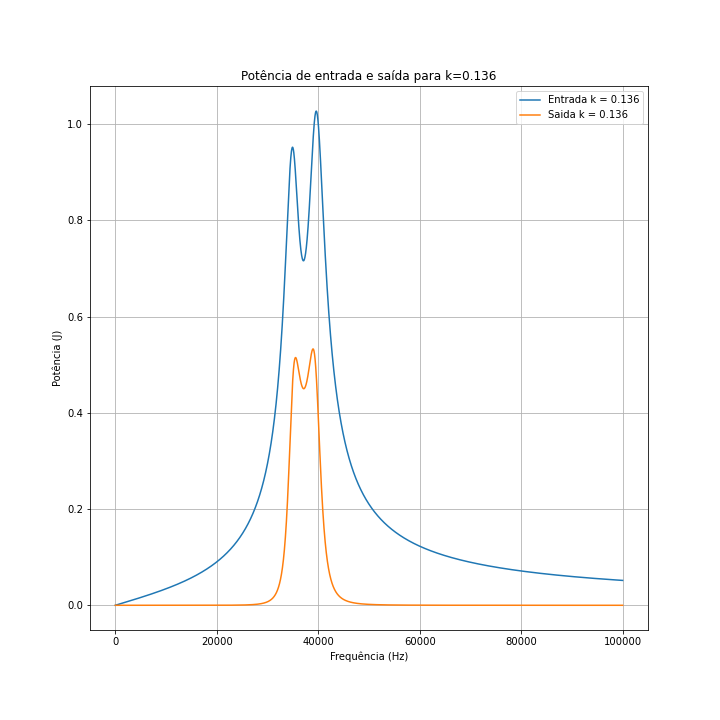 Potência de entrada e saída para k=0.136
Entrada k = 0.136
Saida k = 0.136
Potência (J)
1.0
0.8
0.6
0.4
0.2
0.0
0
20000
40000
60000
80000
100000
Frequência (Hz)